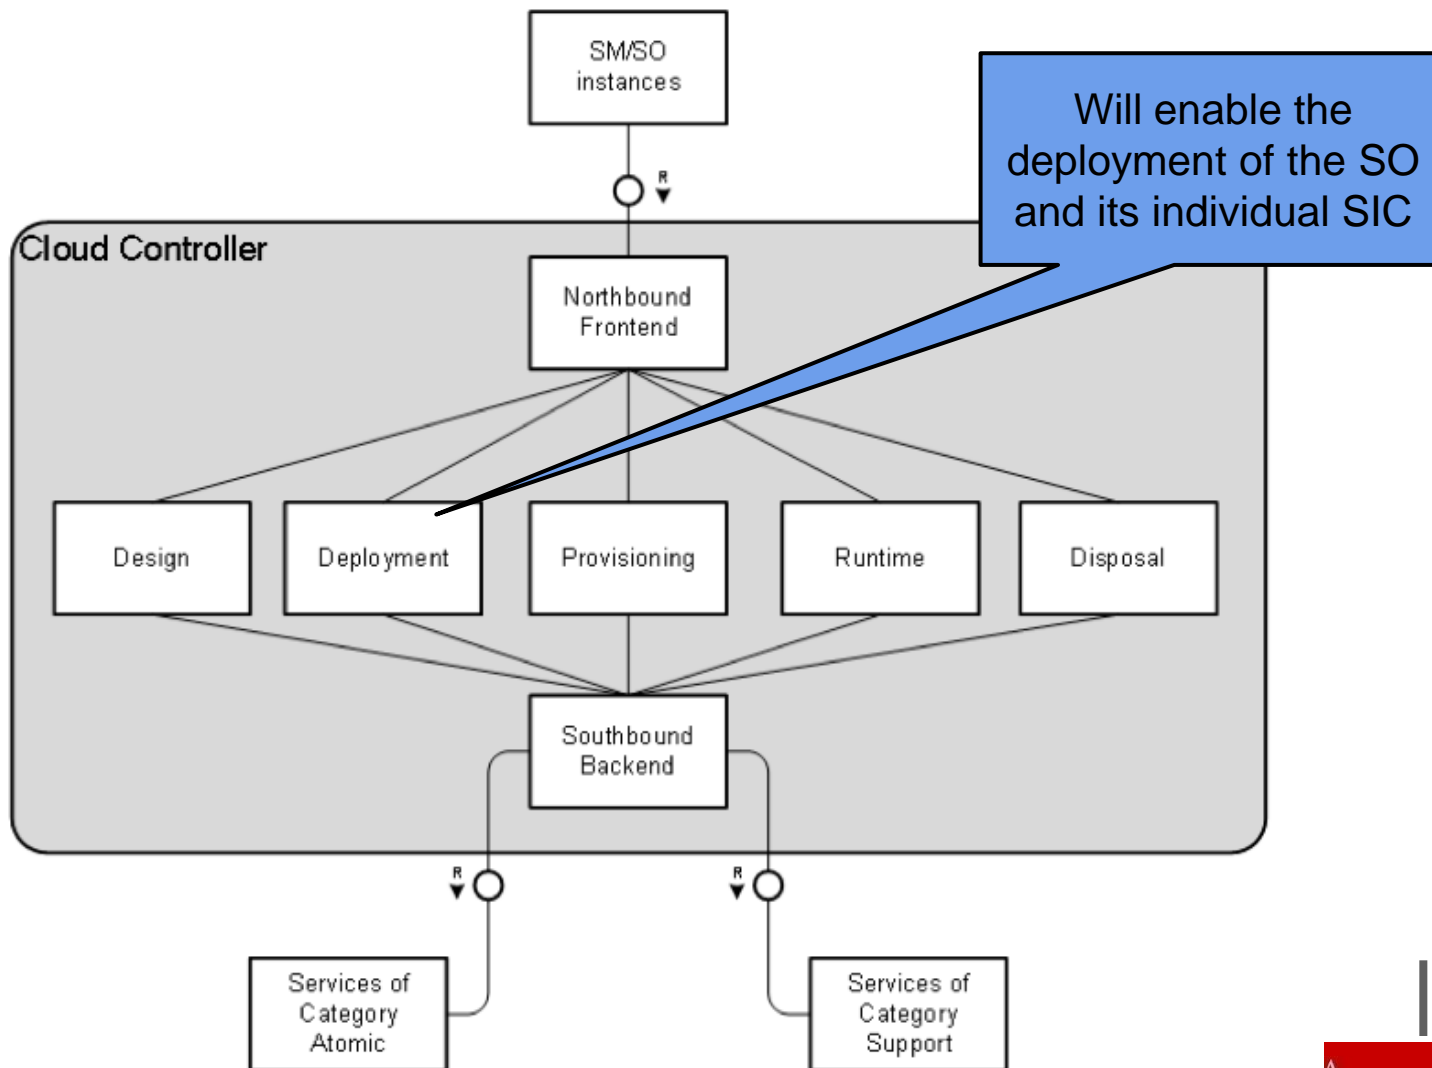 SM/SO
instances
Will enable the
deployment of the SO
and its individual SIC
R
Cloud Controller
Northbound
Frontend
Design
Deployment
Provisioning
Runtime
Disposal
Southbound
Backend
R
R
Services of
Category
Atomic
Services of
Category
Support